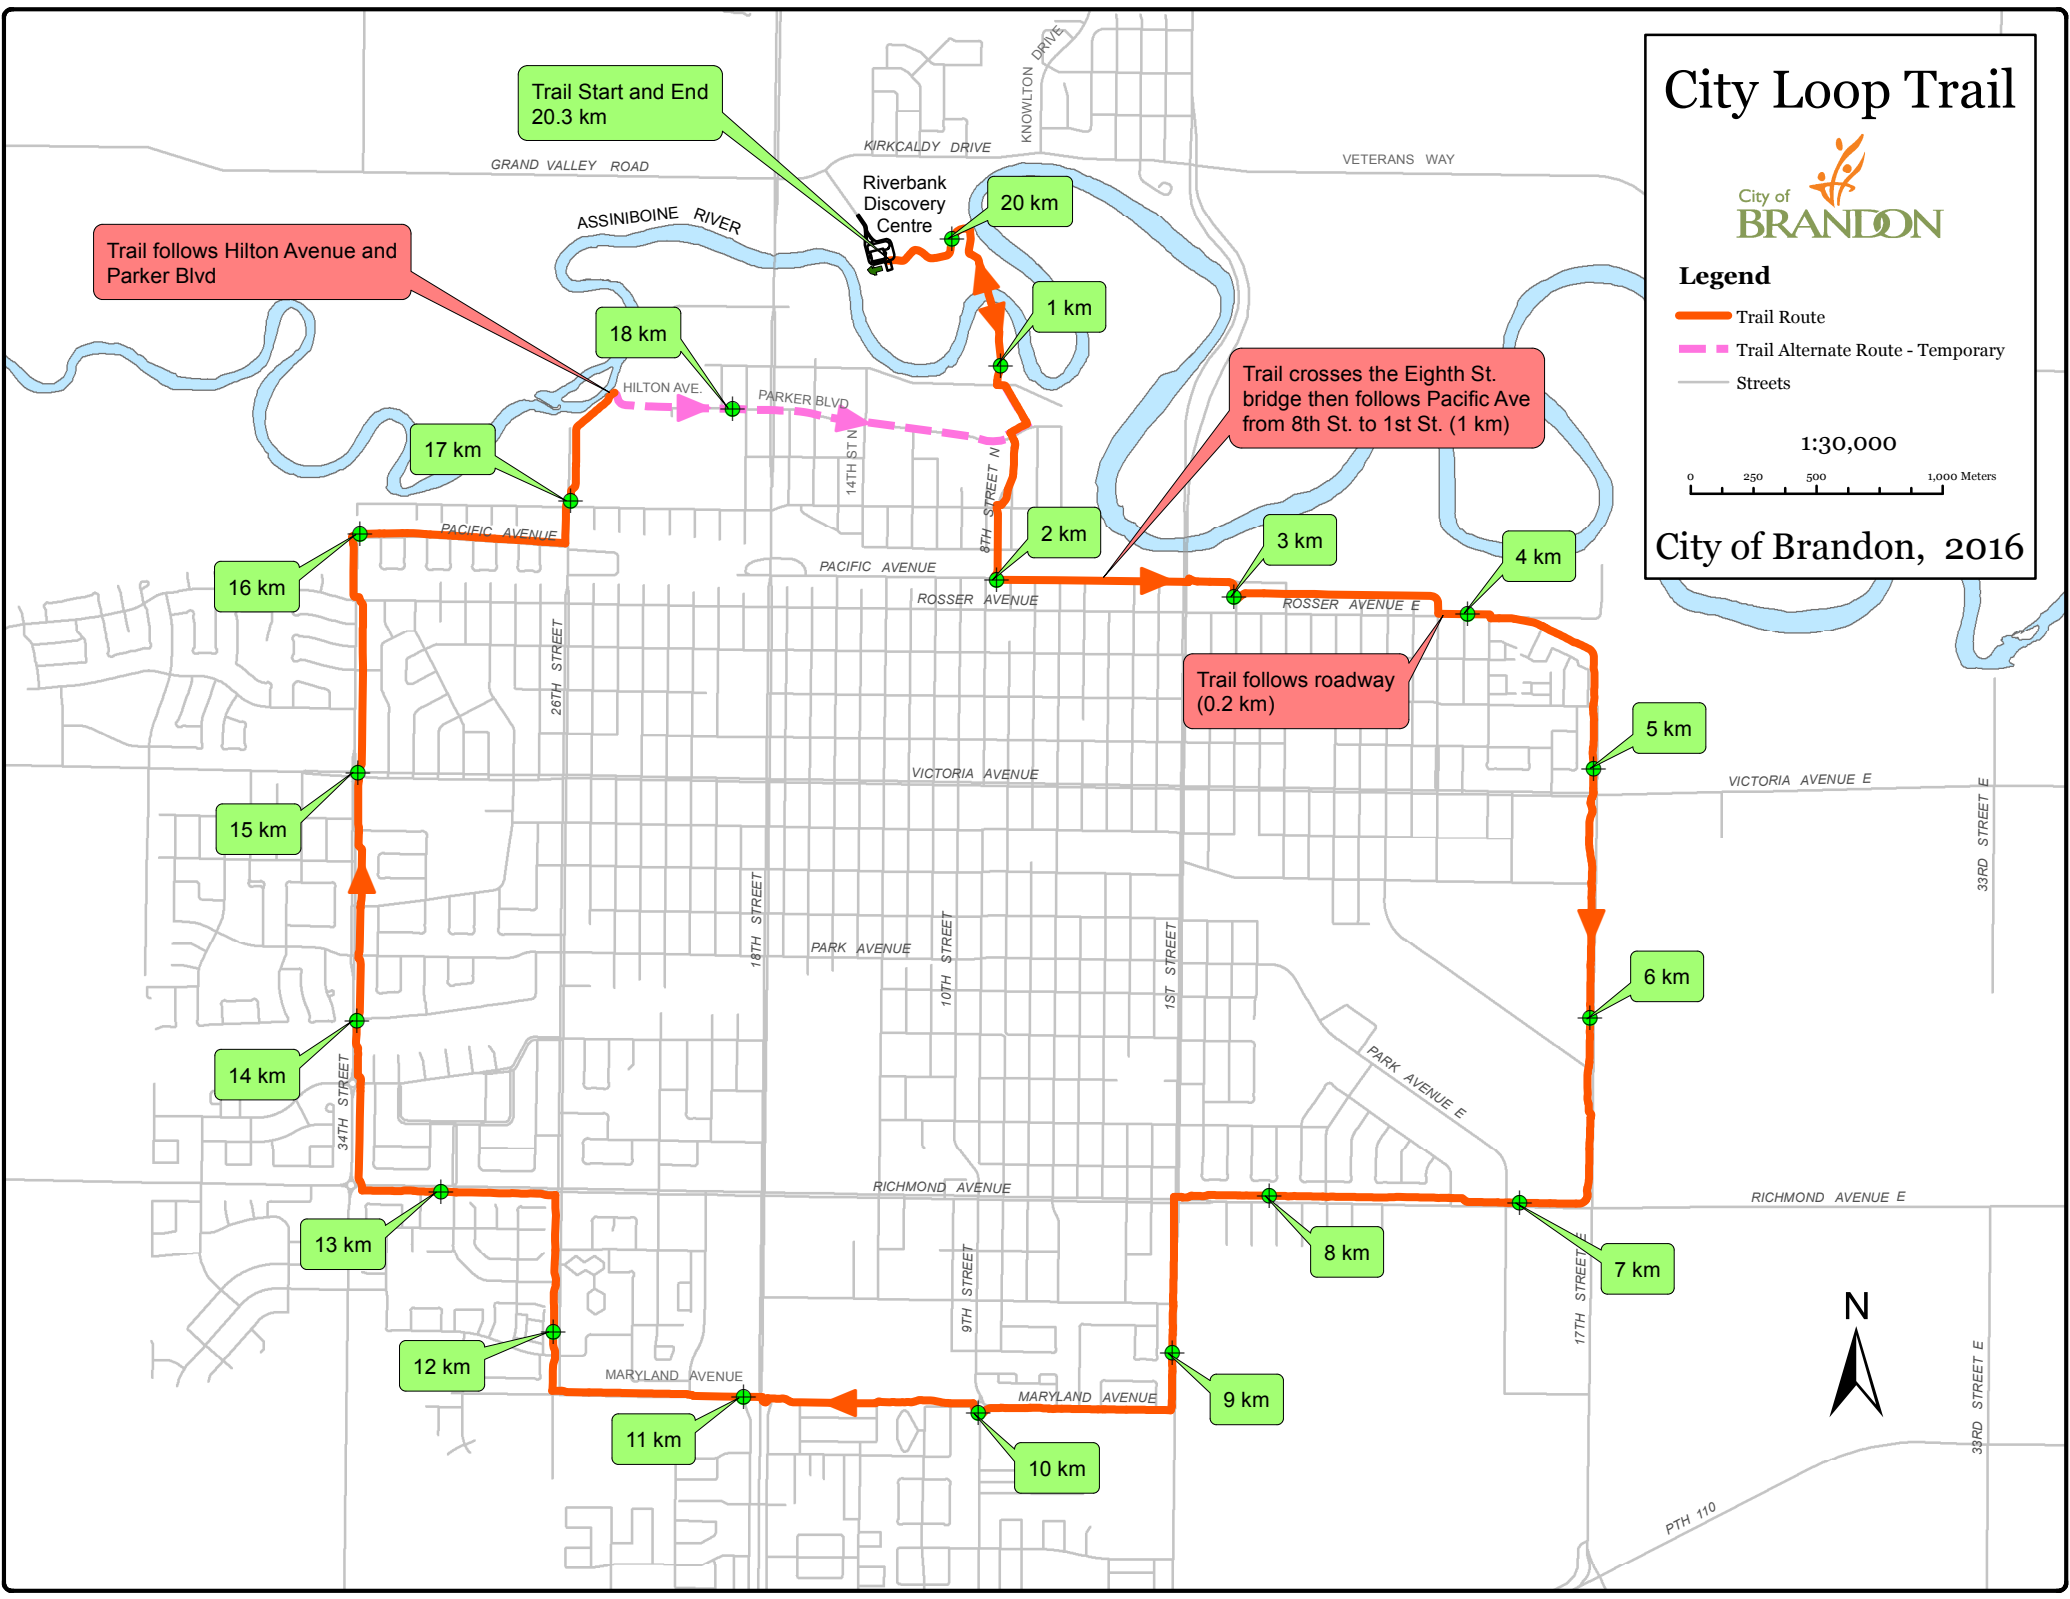 City Loop Trail
City of
BRANDON
Legend
Trail Route
Trail Alternate Route - Temporary
Streets
1:30,000
0 250 500 1,000 Meters
City of Brandon, 2016
Trail Start and End
20.3 km
KNOWLTON DRIVE
KIRKCALDY DRIVE
GRAND VALLEY ROAD
VETERANS WAY
Riverbank
Discovery
Centre
20 km
ASSINIBOINE RIVER
Trail follows Hilton Avenue and
Parker Blvd
1 km
18 km
HILTON AVE.
PARKER BLVD
Trail crosses the Eighth St.
bridge then follows Pacific Ave
from 8th St. to 1st St. (1 km)
17 km
14TH ST N
8TH STREET N
PACIFIC AVENUE
2 km
3 km
4 km
16 km
PACIFIC AVENUE
ROSSER AVENUE
ROSSER AVENUE E
26TH STREET
Trail follows roadway
(0.2 km)
5 km
VICTORIA AVENUE
VICTORIA AVENUE E
33RD STREET E
15 km
18TH STREET
PARK AVENUE
10TH STREET
1ST STREET
6 km
14 km
34TH STREET
PARK AVENUE E
RICHMOND AVENUE
RICHMOND AVENUE E
13 km
8 km
7 km
9TH STREET
17TH STREET E
N
12 km
MARYLAND AVENUE
MARYLAND AVENUE
9 km
33RD STREET E
11 km
10 km
PTH 110